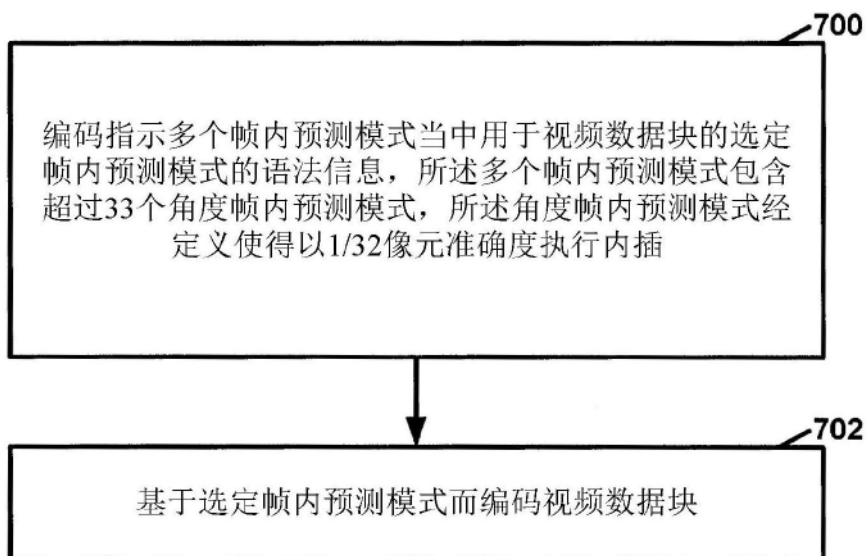 700
编码指示多个帧内预测模式当中用于视频数据块的选定
帧内预测模式的语法信息，所述多个帧内预测模式包含
超过33个角度帧内预测模式，所述角度帧内预测模式经
定义使得以1/32像元准确度执行内插
702
基于选定帧内预测模式而编码视频数据块